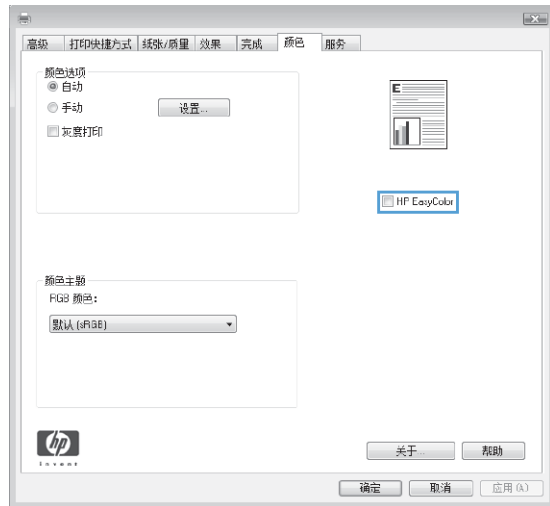 高级 打印快捷方式 纸张/质量 效果 完成 颜色 服务
颜色选项
自动
手动
设置...
灰度打印
E
HP EasyColor
颜色主题
RGB 颜色：
默认 (sRGB)
hp
invent
关于... 帮助
确定 取消 应用 (A)